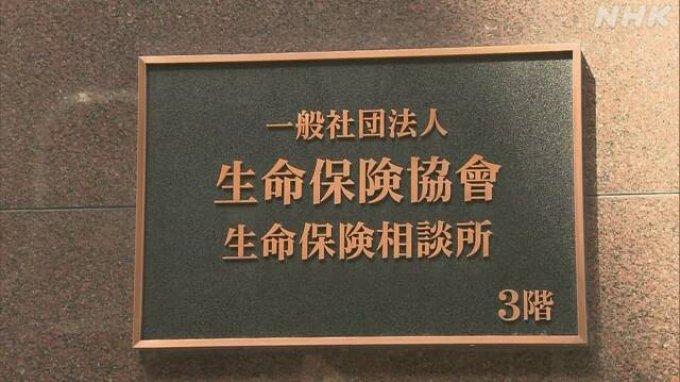 NHK
一般社団法人
生命保険協會
生命保険相談所
3階